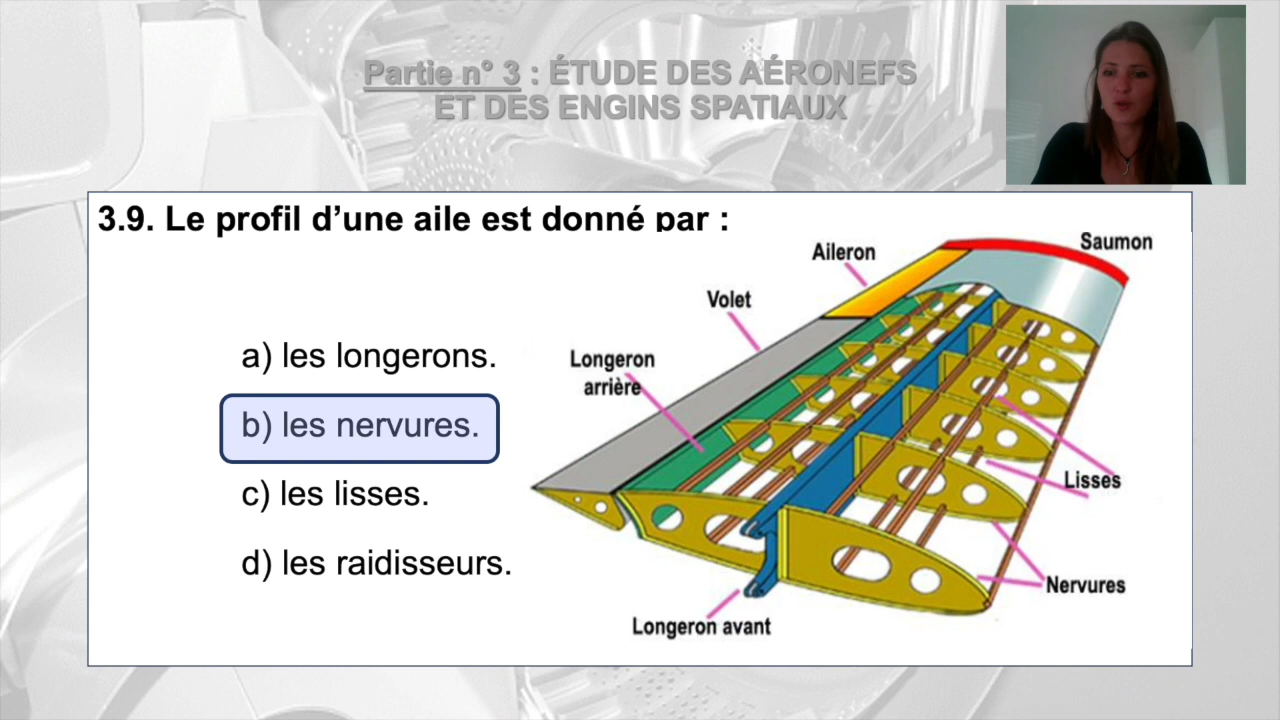 Partie n° 3 : ÉTUDE DES AÉRONEFS
ET DES ENGINS SPATIAUX
3.9. Le profil d’une aile est donné par :
a) les longerons.
b) les nervures.
c) les lisses.
d) les raidisseurs.
Saumon
Aileron
Volet
Longeron
arrière
Lisses
Nervures
Longeron avant